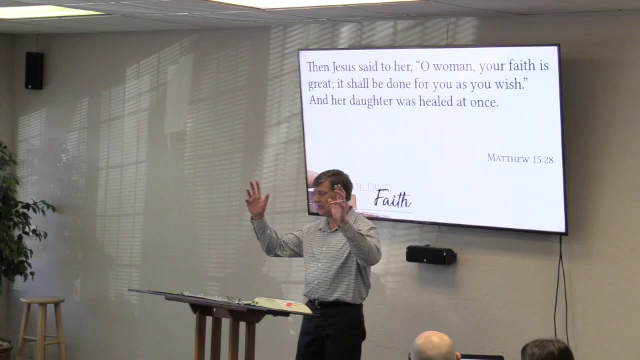 Then Jesus said to her, “O woman, your faith is
great; it shall be done for you as you wish.”
And her daughter was healed at once.
Matthew 15:28
Faith